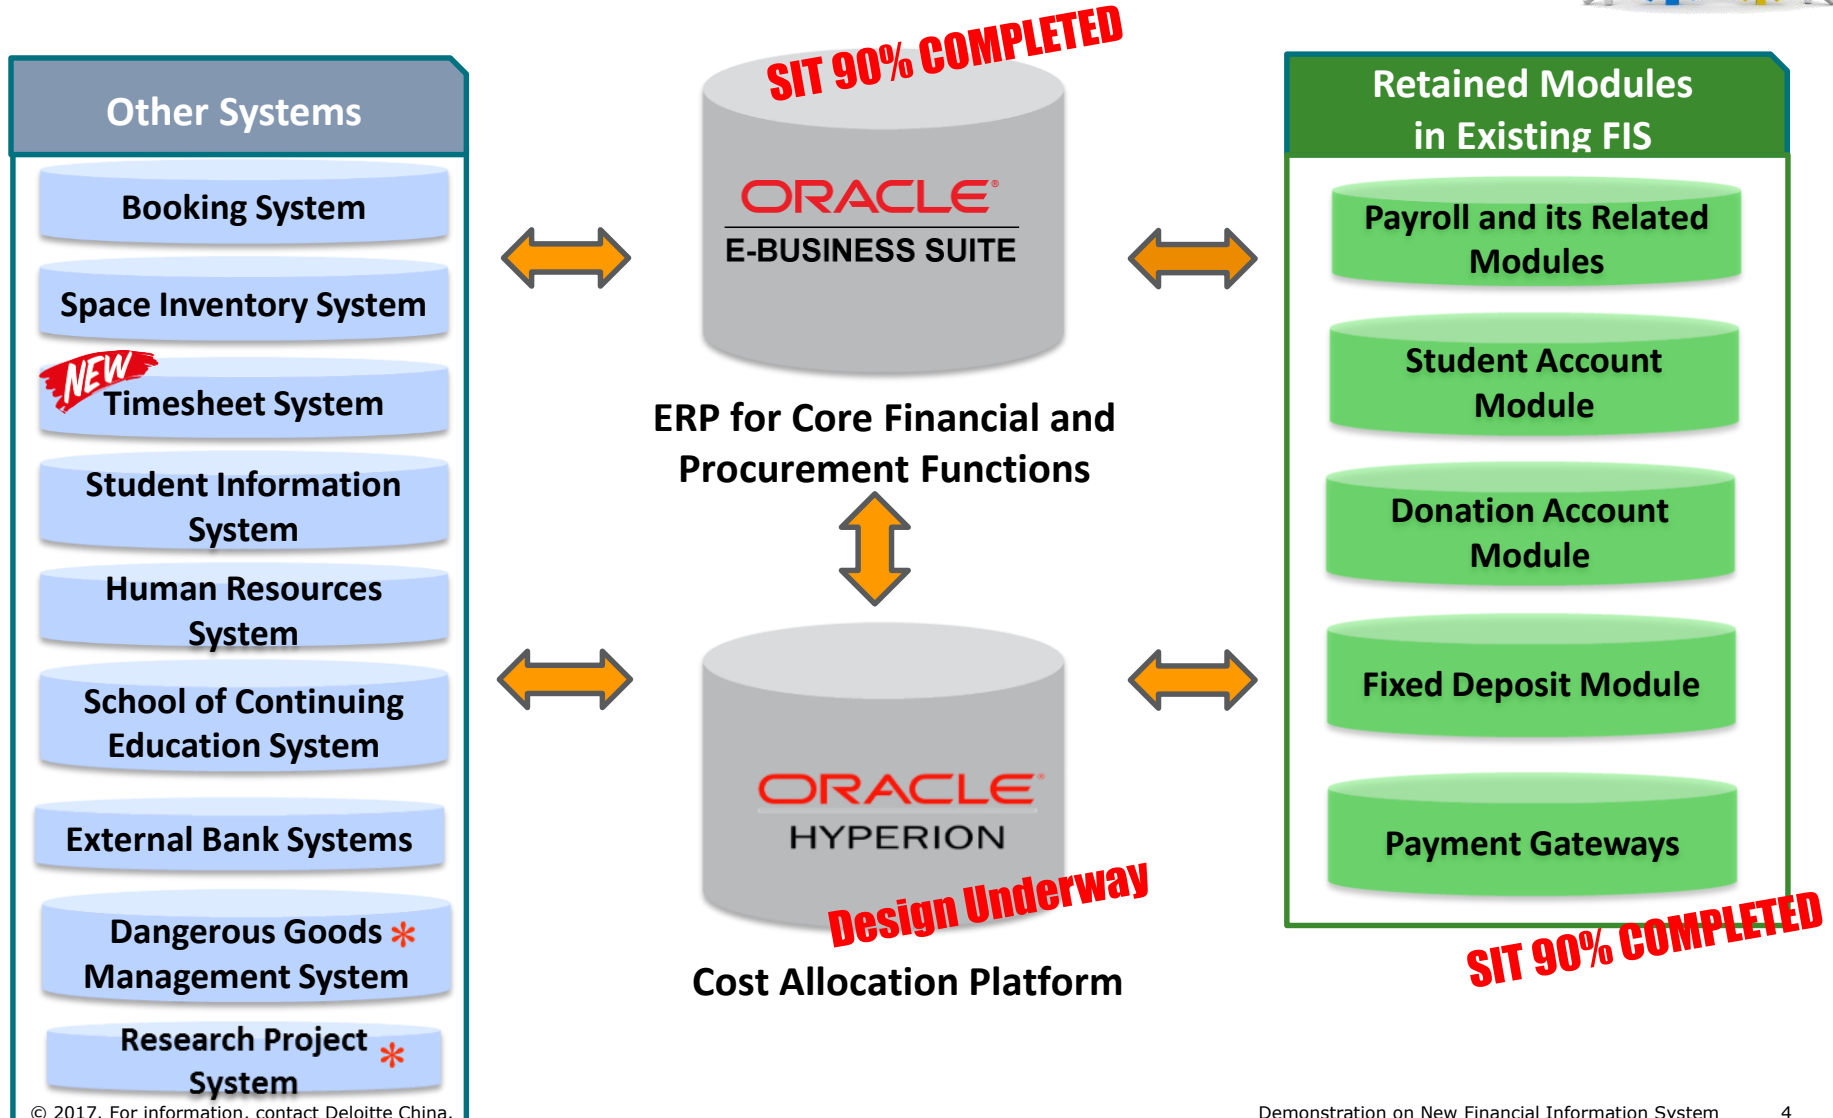 SIT 90% COMPLETED
Other Systems
Booking System
Space Inventory System
NEW
Timesheet System
Student Information
System
Human Resources
System
School of Continuing
Education System
External Bank Systems
Dangerous Goods *
Management System
Research Project *
System
ORACLE®
E-BUSINESS SUITE
ERP for Core Financial and
Procurement Functions
ORACLE®
HYPERION
Design Underway
Cost Allocation Platform
Retained Modules
in Existing FIS
Payroll and its Related
Modules
Student Account
Module
Donation Account
Module
Fixed Deposit Module
Payment Gateways
SIT 90% COMPLETED
© 2017. For information, contact Deloitte China.
Demonstration on New Financial Information System 4